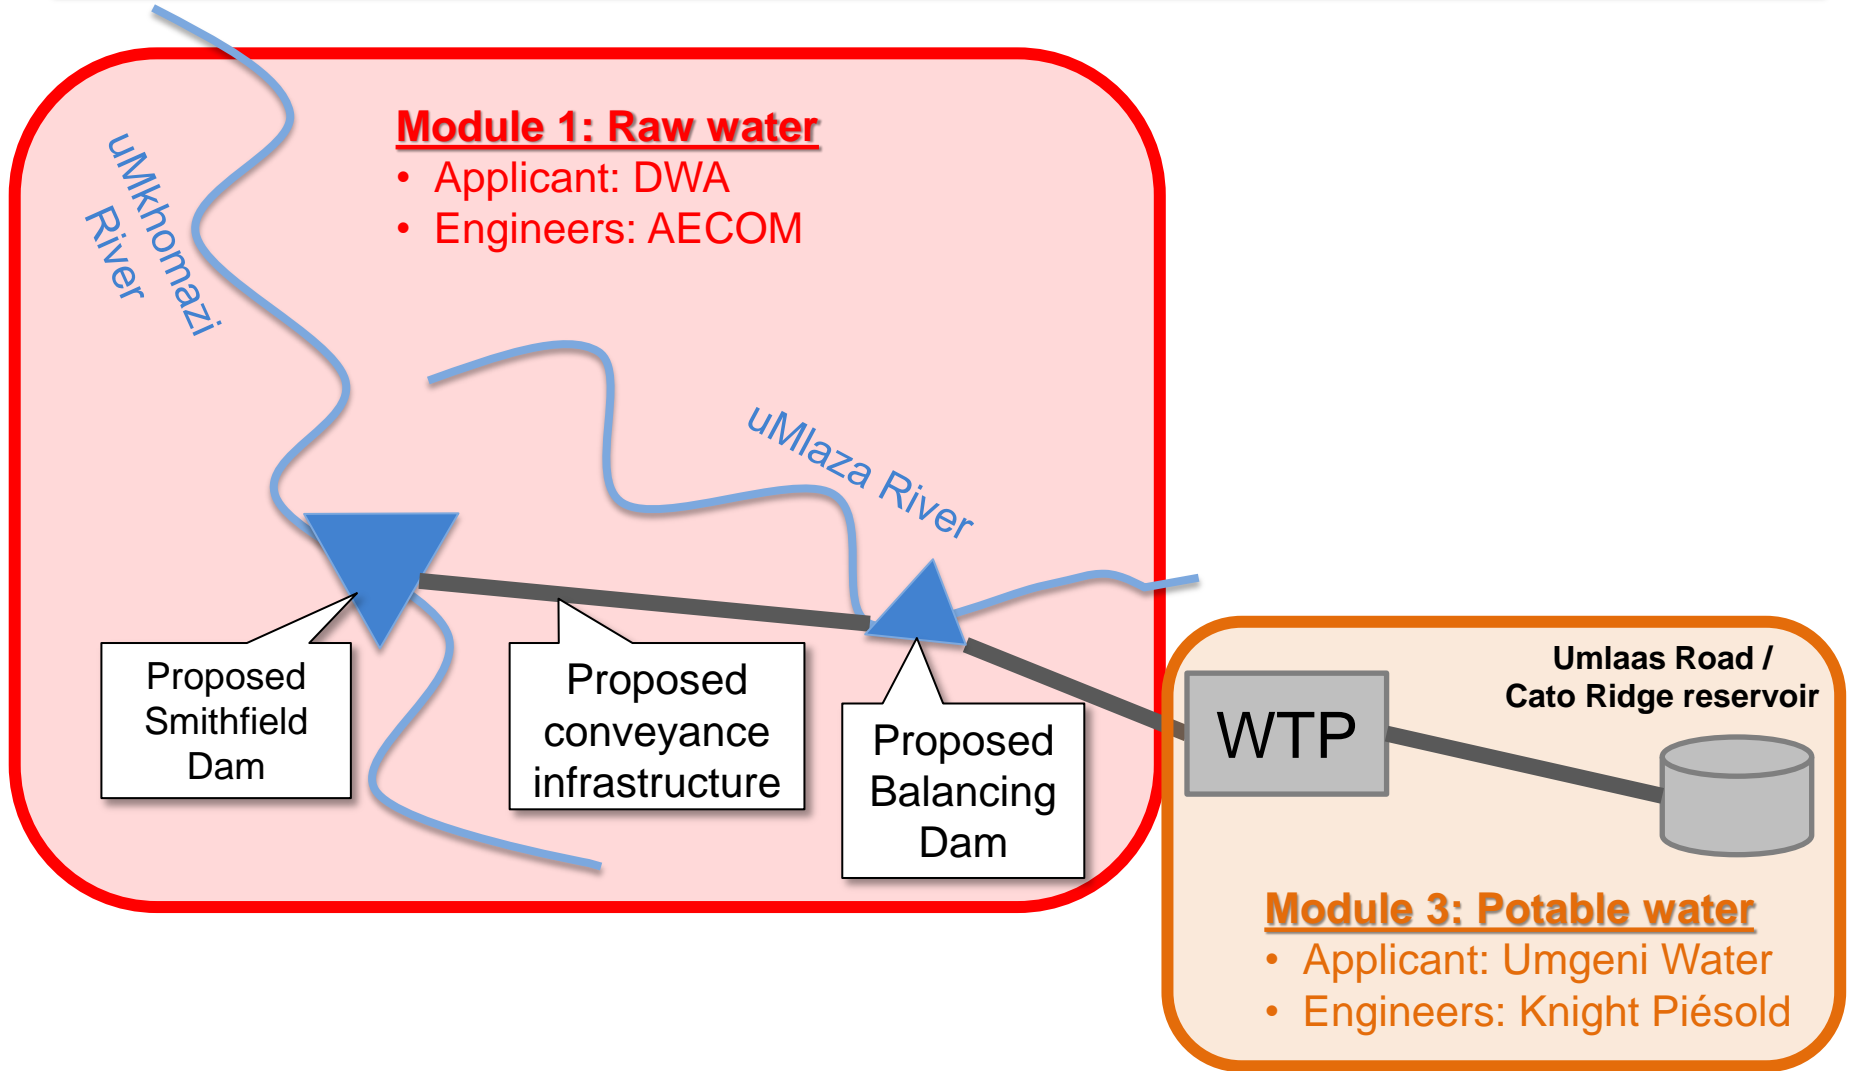 Module 1: Raw water
• Applicant: DWA
• Engineers: AECOM
uMkhomazi
River
uMlaza River
Proposed
Smithfield
Dam
Proposed
conveyance
infrastructure
Proposed
Balancing
Dam
Umlaas Road /
Cato Ridge reservoir
WTP
Module 3: Potable water
• Applicant: Umgeni Water
• Engineers: Knight Piésold